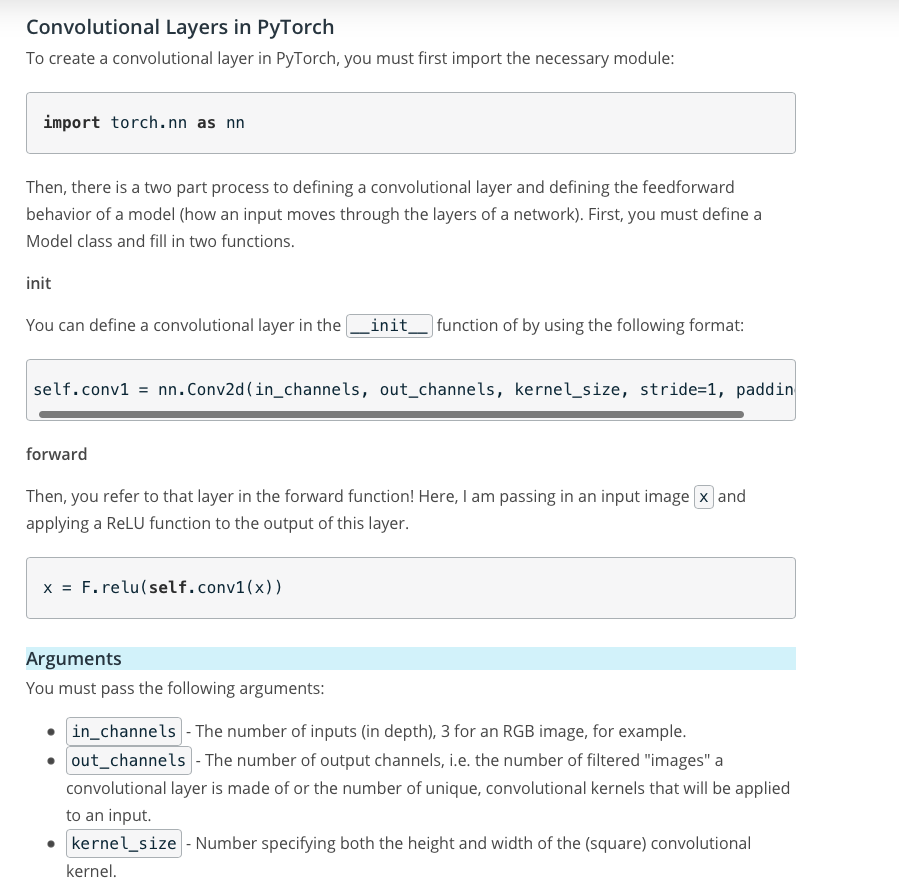 Convolutional Layers in PyTorch
To create a convolutional layer in PyTorch, you must first import the necessary module:
import torch.nn as nn
Then, there is a two part process to defining a convolutional layer and defining the feedforward
behavior of a model (how an input moves through the layers of a network). First, you must define a
Model class and fill in two functions.
init
You can define a convolutional layer in the __init__ function of by using the following format:
self.conv1 = nn.Conv2d(in_channels, out_channels, kernel_size, stride=1, paddin
forward
Then, you refer to that layer in the forward function! Here, I am passing in an input image x and
applying a ReLU function to the output of this layer.
x = F.relu(self.conv1(x))
Arguments
You must pass the following arguments:
• in_channels - The number of inputs (in depth), 3 for an RGB image, for example.
• out_channels - The number of output channels, i.e. the number of filtered "images" a
convolutional layer is made of or the number of unique, convolutional kernels that will be applied
to an input.
• kernel_size - Number specifying both the height and width of the (square) convolutional
kernel.